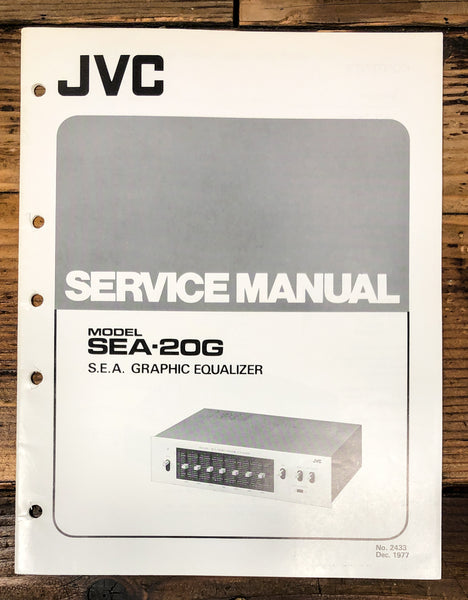 JVC
SERVICE MANUAL
MODEL
SEA-20G
S.E.A. GRAPHIC EQUALIZER
JVC
No. 2433
Dec. 1977